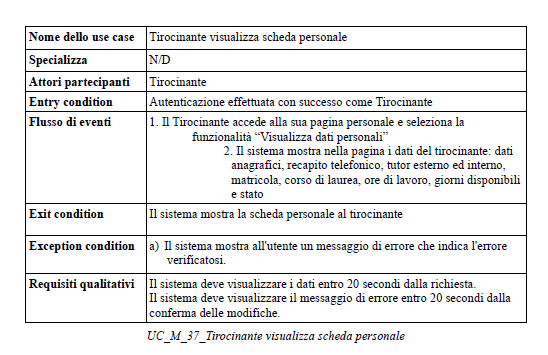 Nome dello use case Tirocinante visualizza scheda personale
Specializza N/D
Attori partecipanti Tirocinante
Entry condition Autenticazione effettuata con successo come Tirocinante
Flusso di eventi 1. Il Tirocinante accede alla sua pagina personale e seleziona la
funzionalità “Visualizza dati personali”
2. Il sistema mostra nella pagina i dati del tirocinante: dati
anagrafici, recapito telefonico, tutor esterno ed interno,
matricola, corso di laurea, ore di lavoro, giorni disponibili
e stato
Exit condition Il sistema mostra la scheda personale al tirocinante
Exception condition a) Il sistema mostra all'utente un messaggio di errore che indica l'errore
verificatosi.
Requisiti qualitativi Il sistema deve visualizzare i dati entro 20 secondi dalla richiesta.
Il sistema deve visualizzare il messaggio di errore entro 20 secondi dalla
conferma delle modifiche.
UC_M_37_Tirocinante visualizza scheda personale